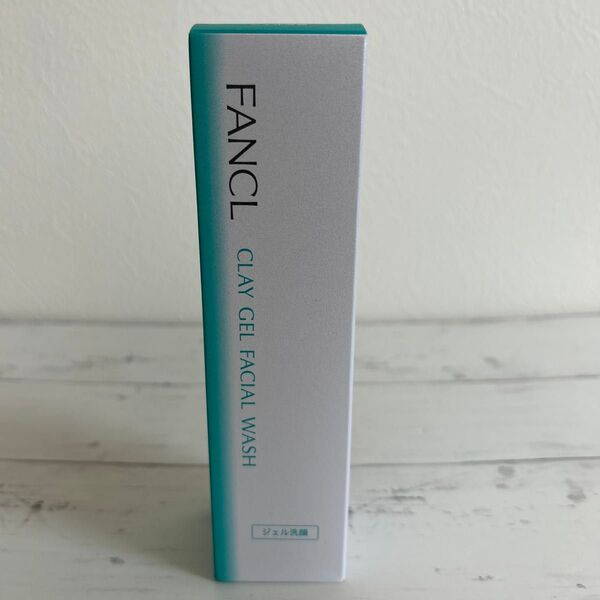 FANCL
CLAY GEL FACIAL WASH
ジェル洗顔